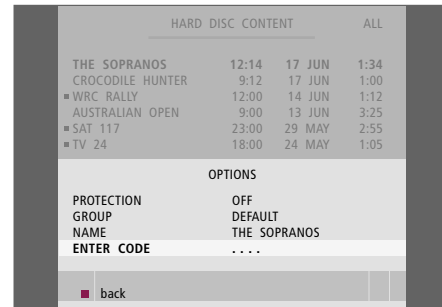 HARD DISC CONTENT ALL
THE SOPRANOS 12:14 17 JUN 1:34
CROCODILE HUNTER 9:12 17 JUN 1:00
WRC RALLY 12:00 14 JUN 1:12
AUSTRALIAN OPEN 9:00 13 JUN 3:25
SAT 117 23:00 29 MAY 2:55
TV 24 18:00 24 MAY 1:05
OPTIONS
PROTECTION OFF
GROUP DEFAULT
NAME THE SOPRANOS
ENTER CODE . . . .
back